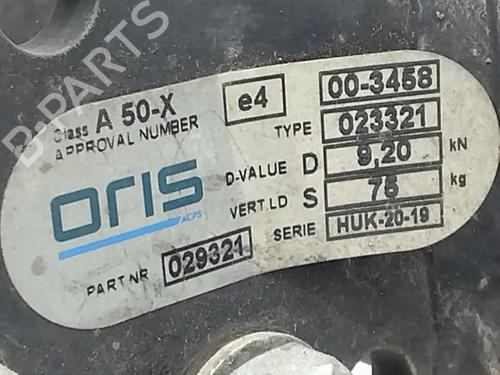 Class A 50-X
APPROVAL NUMBER
e4
00-3458
TYPE 023321
D-VALUE D 9,20 kN
VERT.LD S 75 kg
SERIE HUK-20-19
oris
ACPS
PART NR 029321
B-PARTS